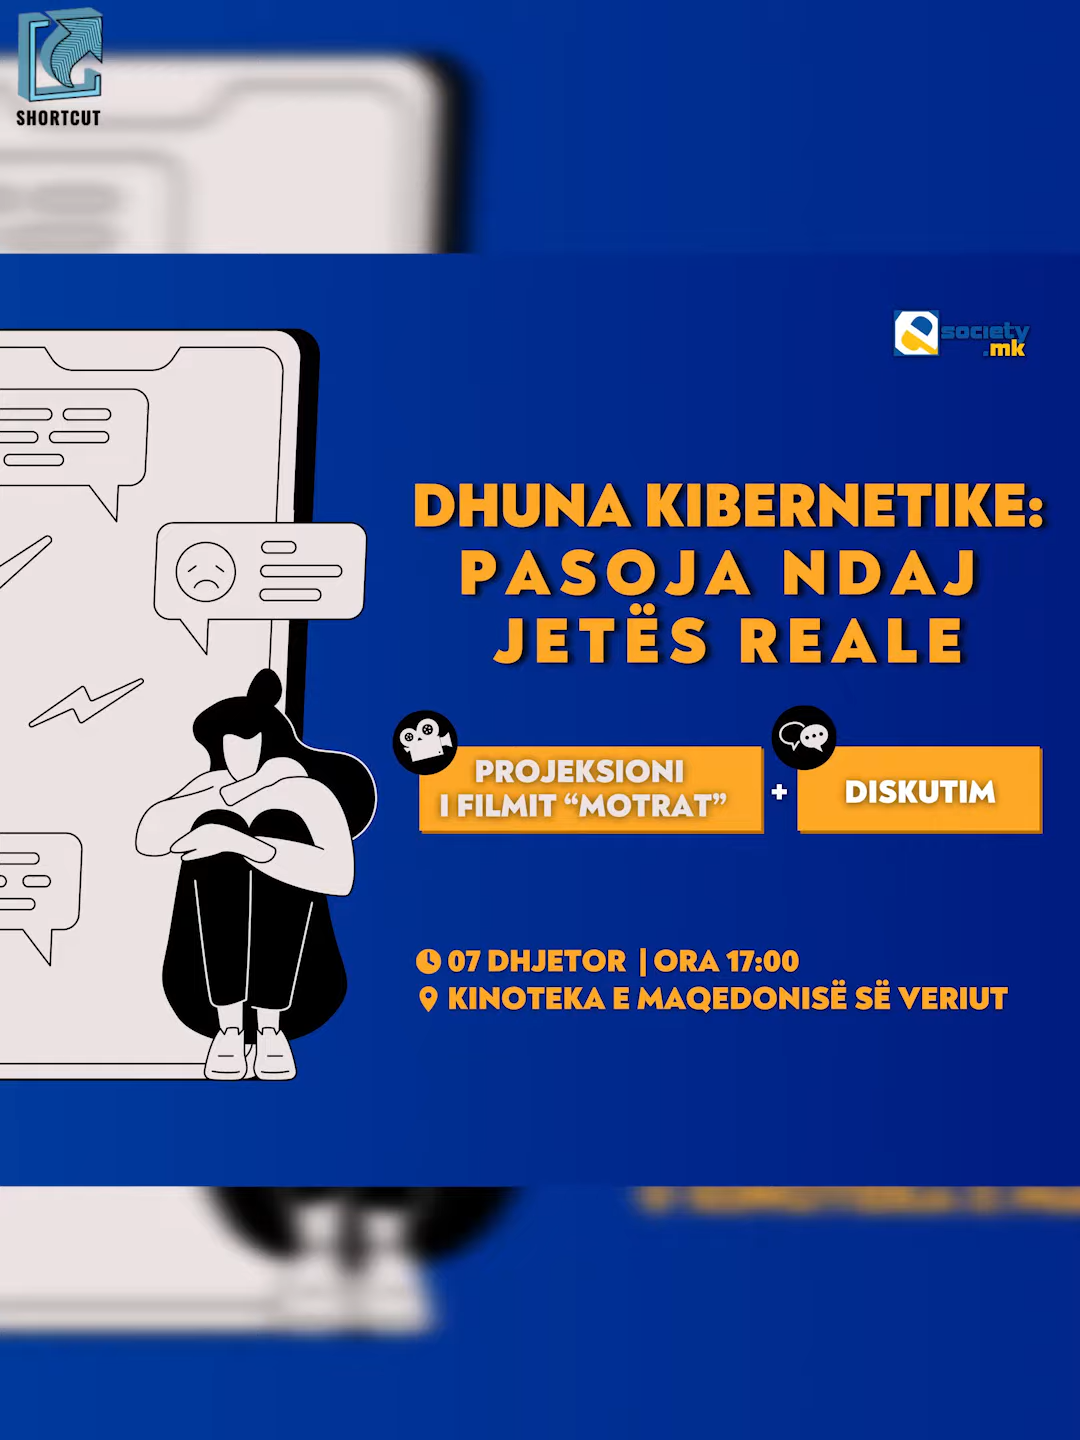 SHORTCUT
society
.mk
DHUNA KIBERNETIKE:
PASOJA NDAJ
JETËS REALE
PROJEKSIONI
I FILMIT “MOTRAT”
+
DISKUTIM
07 DHJETOR | ORA 17:00
KINOTEKA E MAQEDONISË SË VERIUT